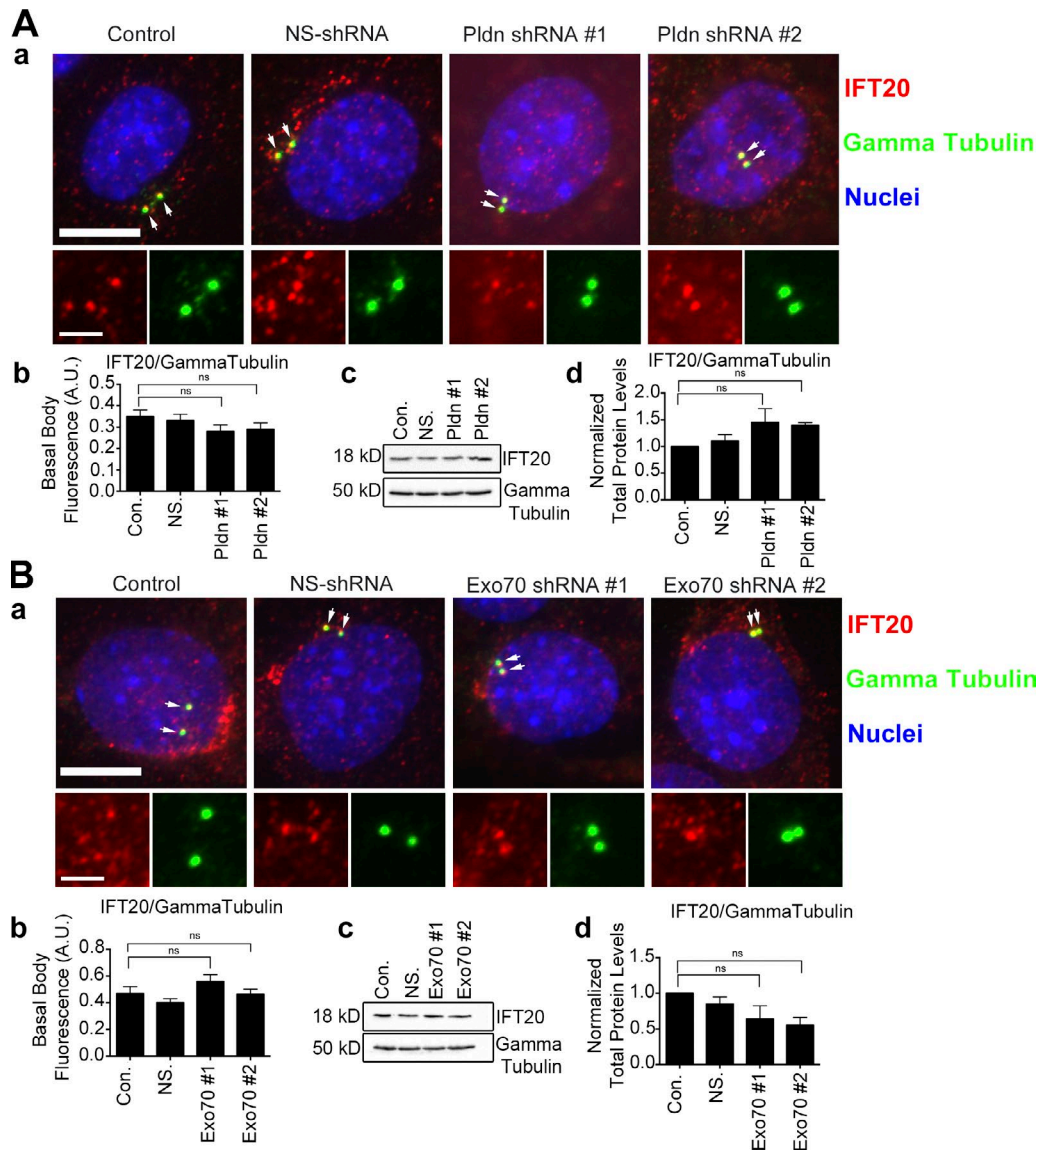 A
Control NS-shRNA Pldn shRNA #1 Pldn shRNA #2
a
IFT20
Gamma Tubulin
Nuclei
b
IFT20/GammaTubulin
Basal Body
Fluorescence (A.U.)
0.5
0.4
0.3
0.2
0.1
0.0
ns
ns
Con.
NS.
Pldn #1
Pldn #2
c
Con.
NS.
Pldn #1
Pldn #2
18 kD IFT20
50 kD Gamma
Tubulin
d
IFT20/GammaTubulin
Normalized
Total Protein Levels
2.0
1.5
1.0
0.5
0.0
ns
ns
Con.
NS.
Pldn #1
Pldn #2
B
Control NS-shRNA Exo70 shRNA #1 Exo70 shRNA #2
a
IFT20
Gamma Tubulin
Nuclei
b
IFT20/GammaTubulin
Basal Body
Fluorescence (A.U.)
0.8
0.6
0.4
0.2
0.0
ns
ns
Con.
NS.
Exo70 #1
Exo70 #2
c
Con.
NS.
Exo70 #1
Exo70 #2
18 kD IFT20
50 kD Gamma
Tubulin
d
IFT20/GammaTubulin
Normalized
Total Protein Levels
1.5
1.0
0.5
0.0
ns
ns
Con.
NS.
Exo70 #1
Exo70 #2